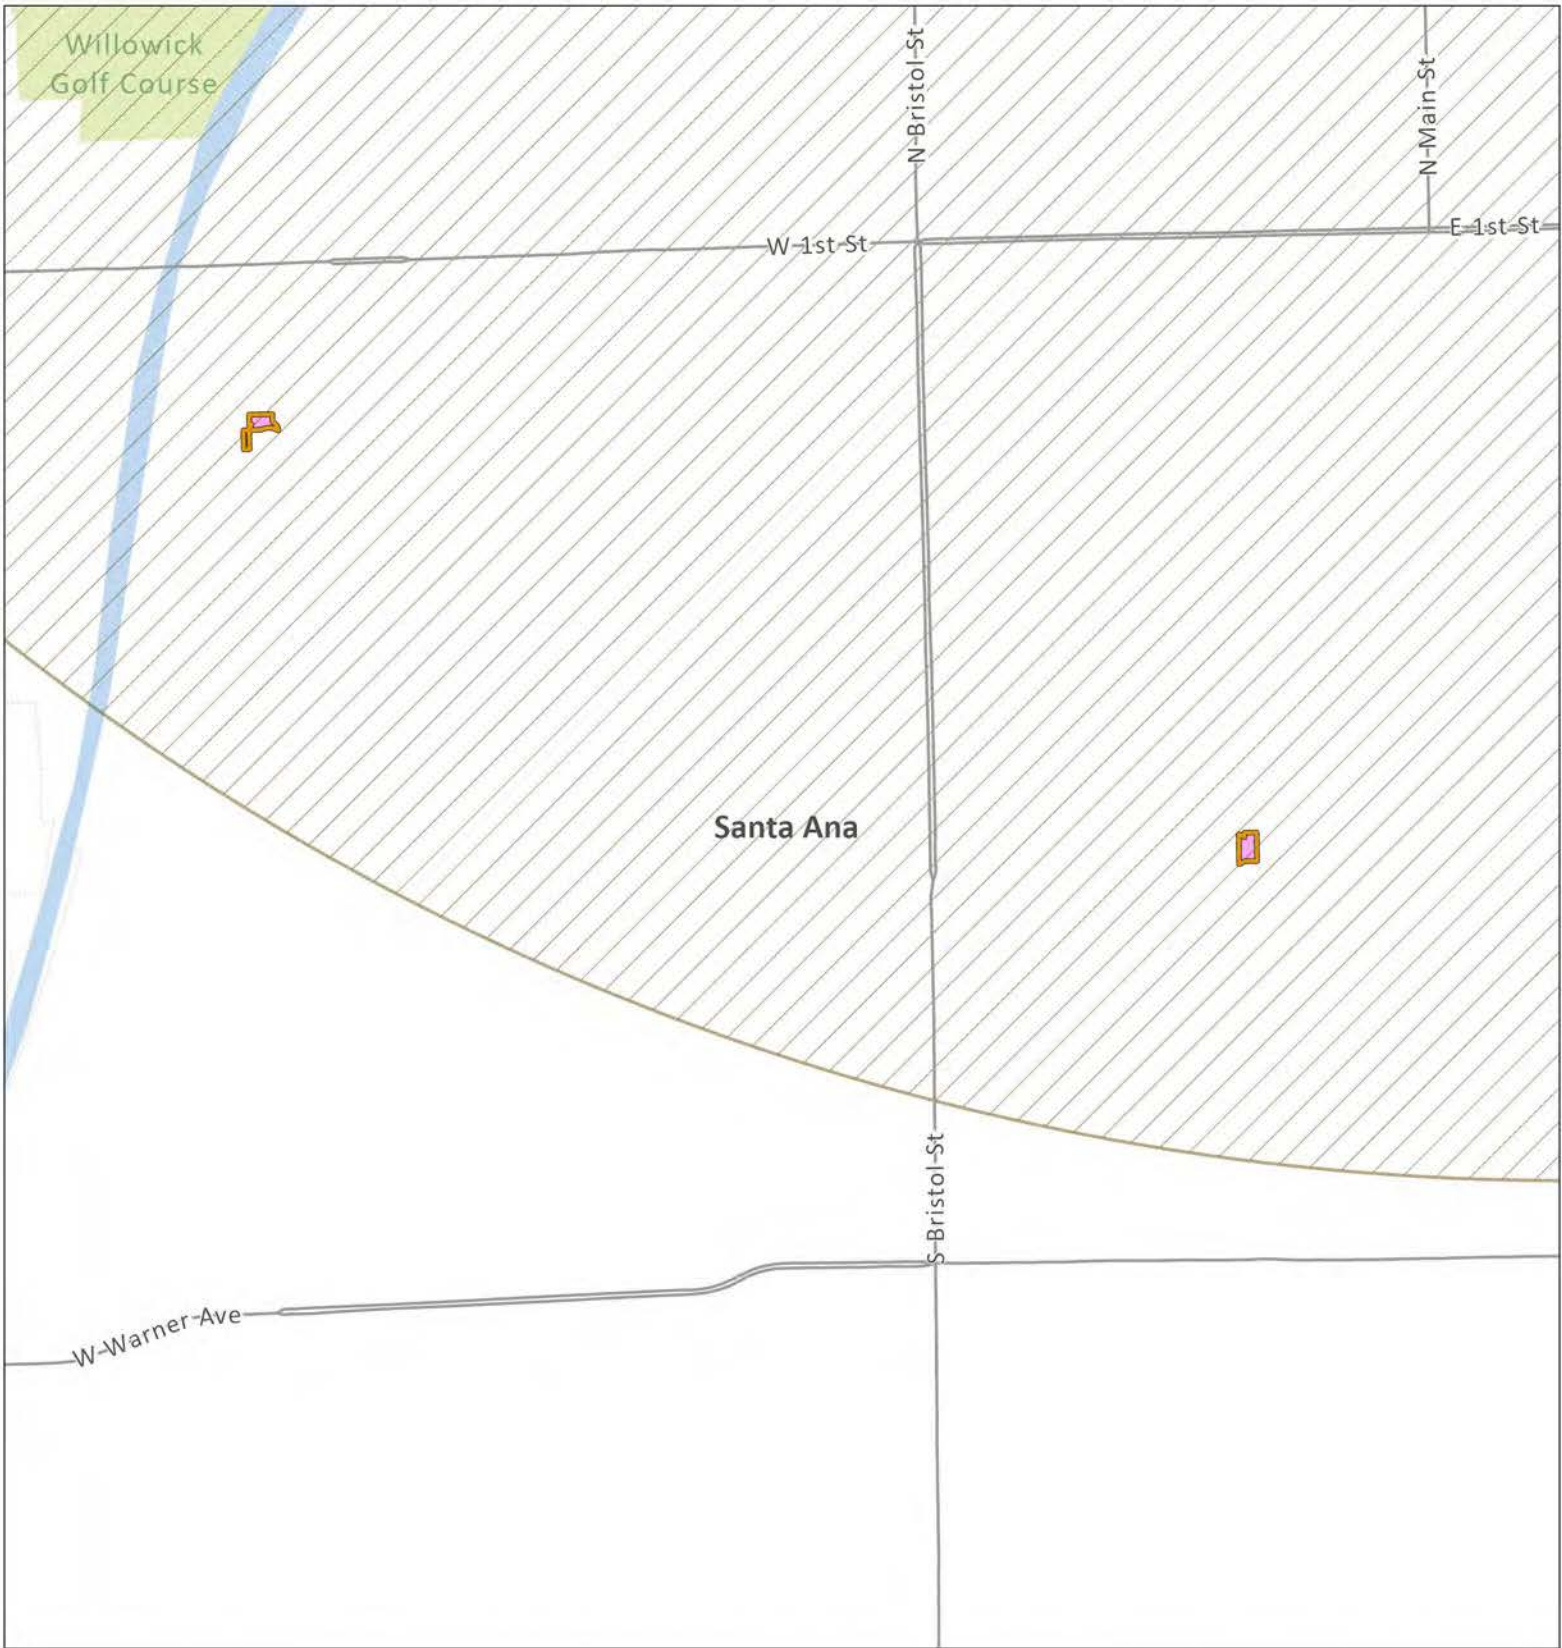 Willowick
Golf Course
N Bristol St
N Main St
W 1st St
E 1st St
Santa Ana
S Bristol St
W Warner Ave